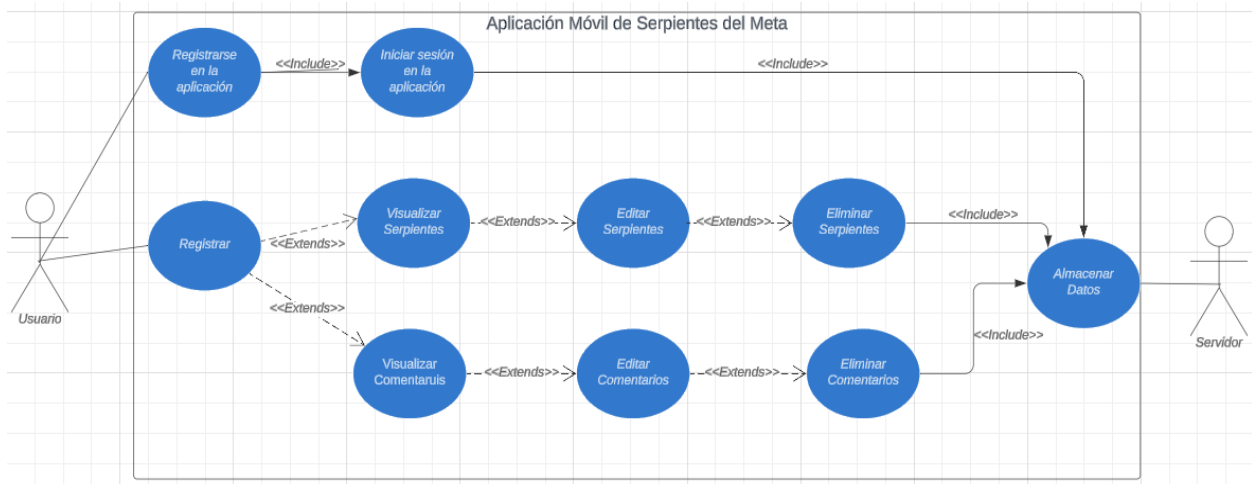 Aplicación Móvil de Serpientes del Meta
Registrarse
en la
aplicación
<<Include>>
Iniciar sesión
en la
aplicación
<<Include>>
Usuario
Registrar
<<Extends>>
<<Extends>>
Visualizar
Serpientes
<<Extends>>
Editar
Serpientes
<<Extends>>
Eliminar
Serpientes
<<Include>>
Visualizar
Comentaruis
<<Extends>>
Editar
Comentarios
<<Extends>>
Eliminar
Comentarios
<<Include>>
Almacenar
Datos
Servidor